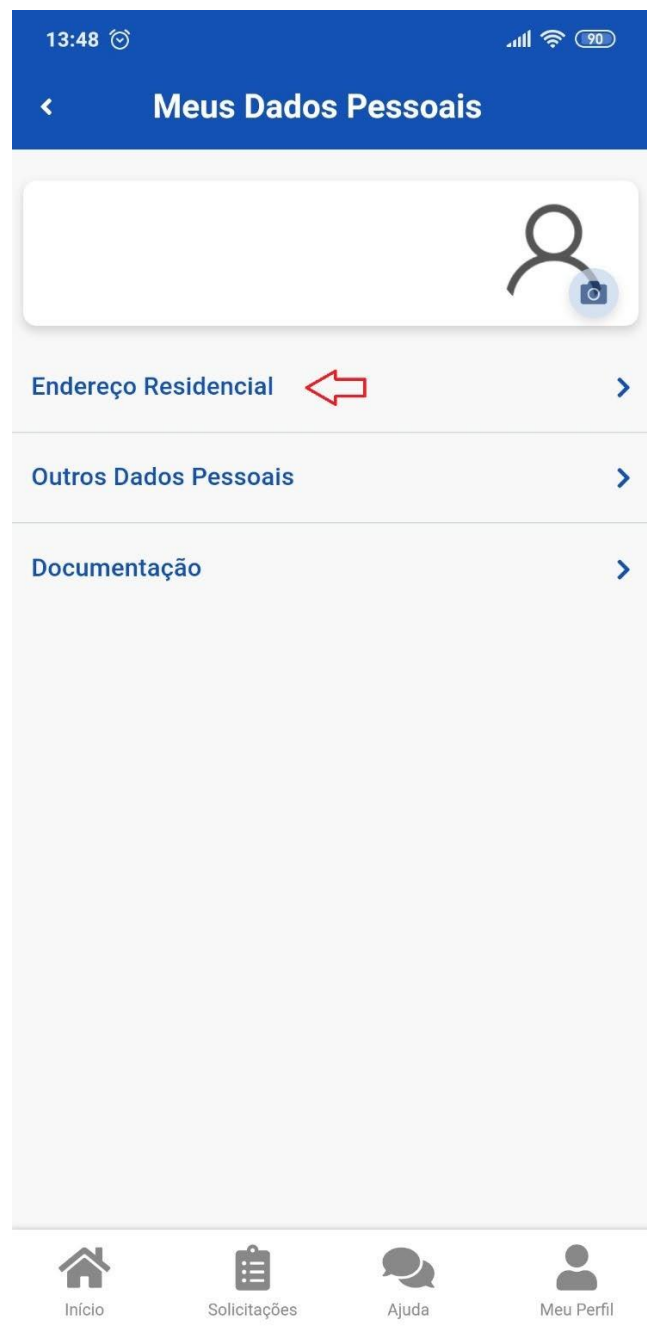 13:48
90
Meus Dados Pessoais
Endereço Residencial
Outros Dados Pessoais
Documentação
Início Solicitações Ajuda Meu Perfil